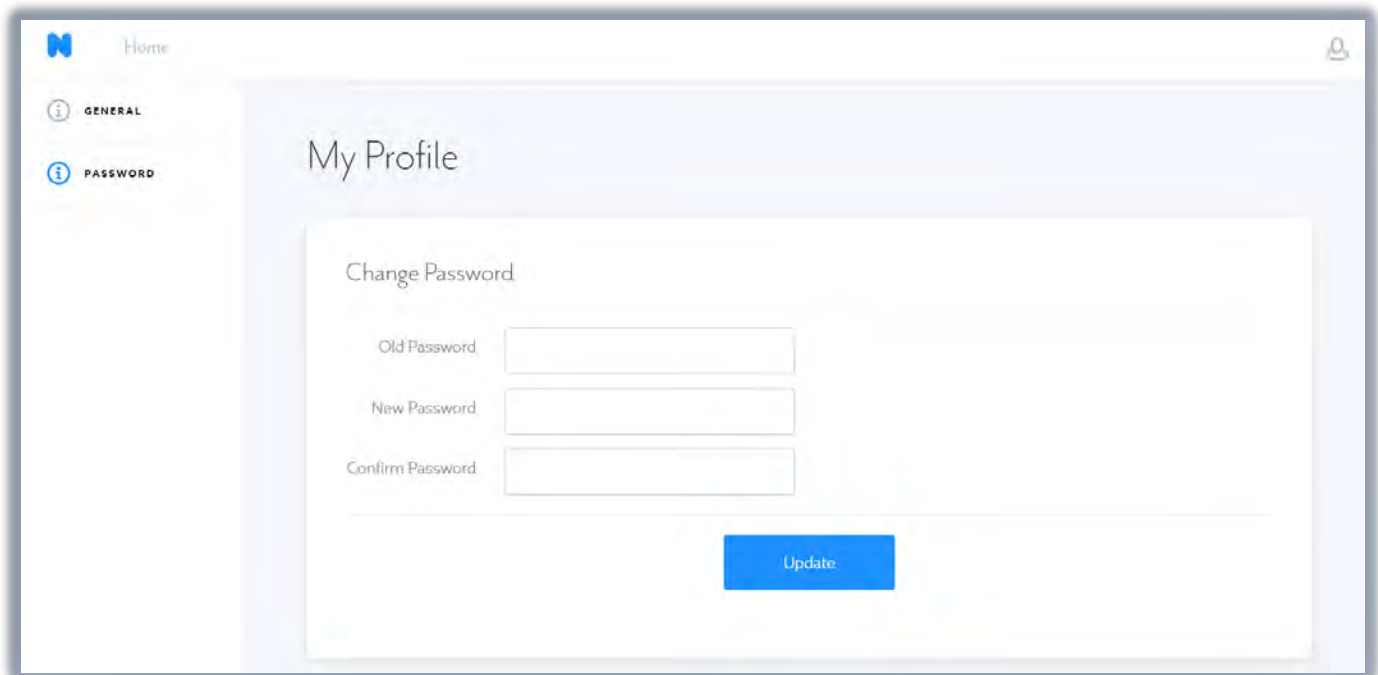 N Home
GENERAL
PASSWORD
My Profile
Change Password
Old Password
New Password
Confirm Password
Update